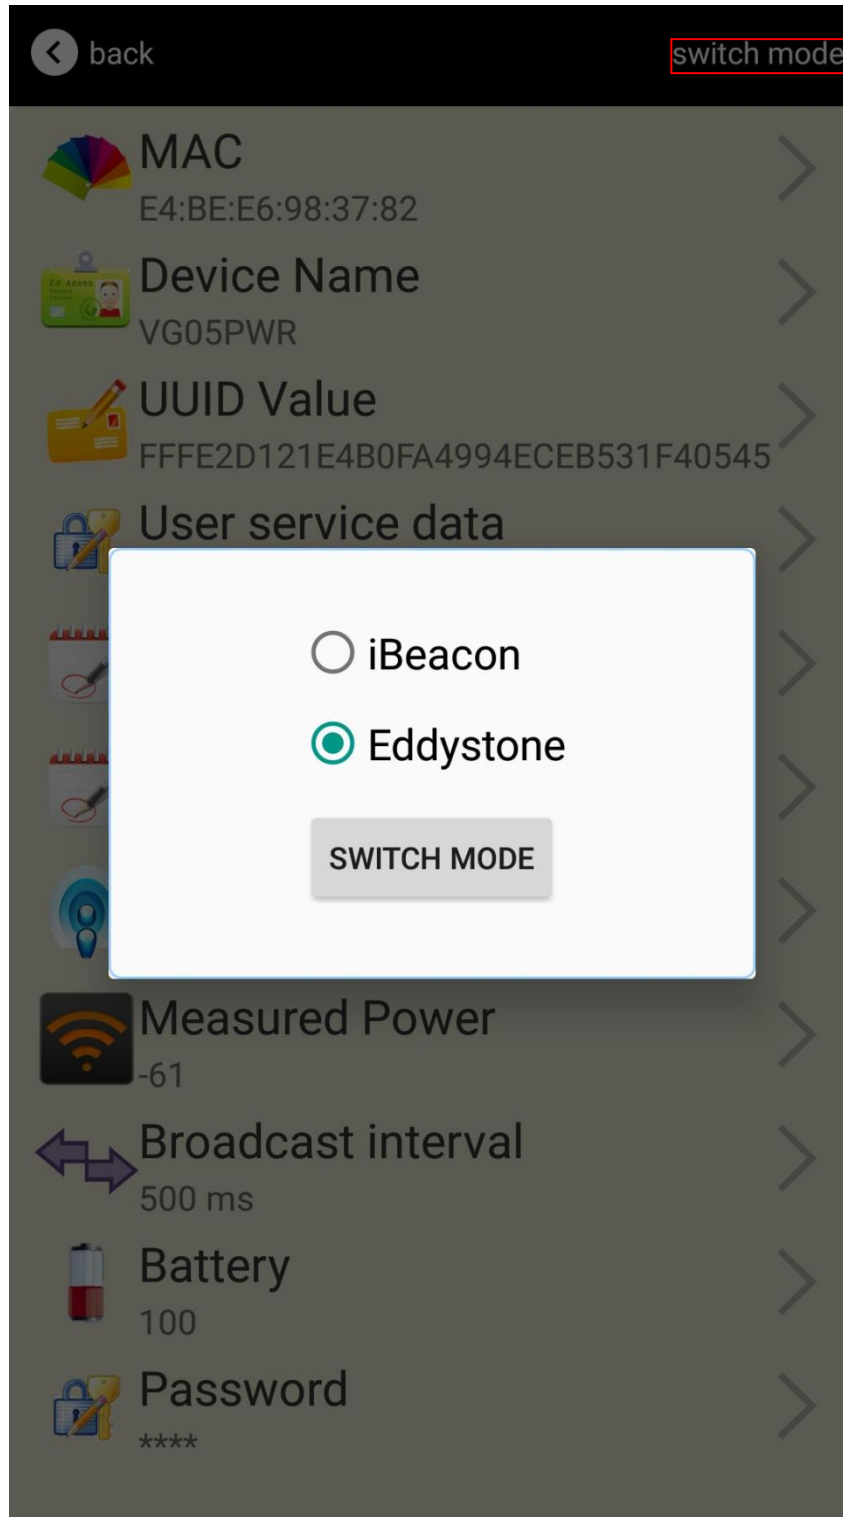 back
switch mode
MAC
E4:BE:E6:98:37:82
Device Name
VG05PWR
UUID Value
FFFE2D121E4B0FA4994ECEB531F40545
User service data
iBeacon
Eddystone
SWITCH MODE
Measured Power
-61
Broadcast interval
500 ms
Battery
100
Password
****